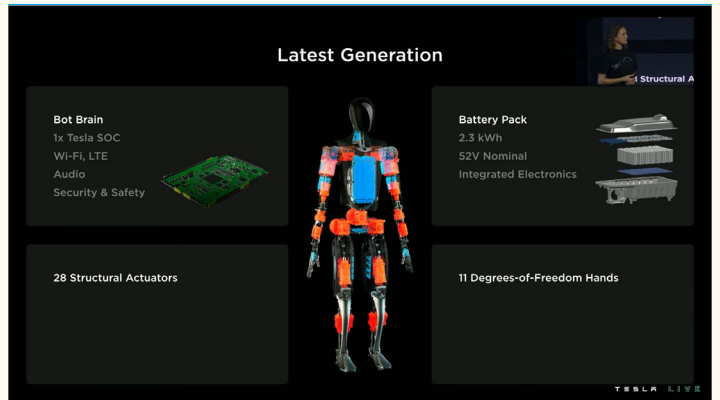 Latest Generation
Structural A
Bot Brain
1x Tesla SOC
Wi-Fi, LTE
Audio
Security & Safety
Battery Pack
2.3 kWh
52V Nominal
Integrated Electronics
28 Structural Actuators
11 Degrees-of-Freedom Hands
TESLA LIVE